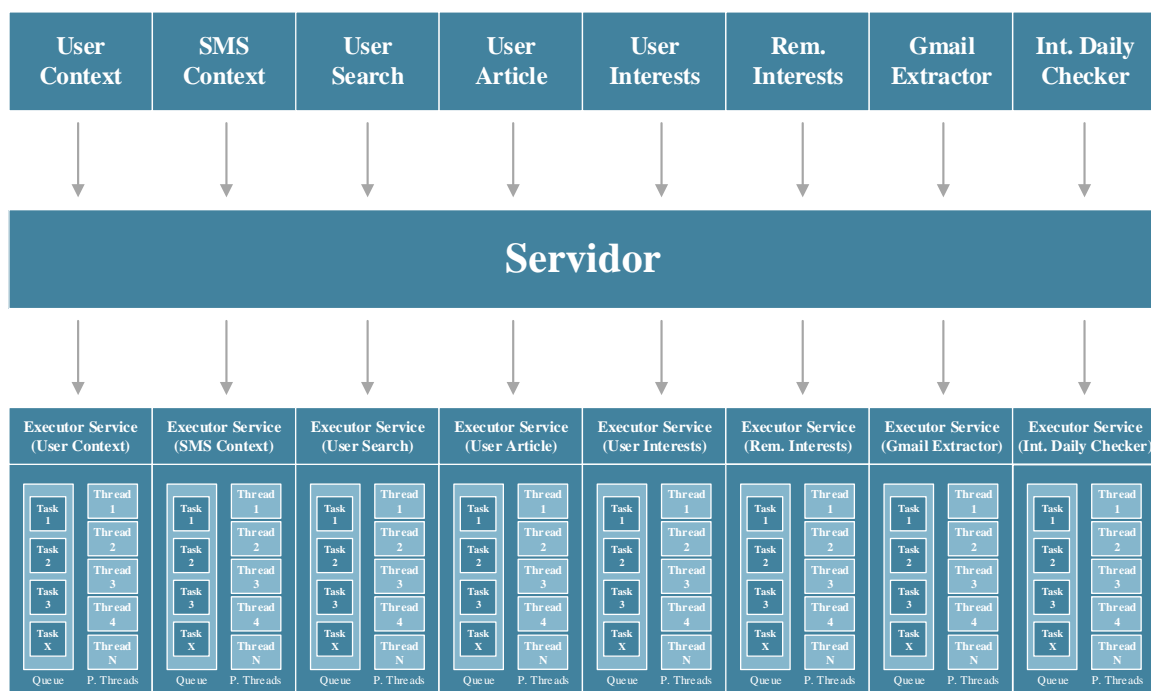 User
Context
SMS
Context
User
Search
User
Article
User
Interests
Rem.
Interests
Gmail
Extractor
Int. Daily
Checker
Servidor
Executor Service
(User Context)
Executor Service
(SMS Context)
Executor Service
(User Search)
Executor Service
(User Article)
Executor Service
(User Interests)
Executor Service
(Rem. Interests)
Executor Service
(Gmail Extractor)
Executor Service
(Int. Daily Checker)
Task
1
Task
2
Task
3
Task
X
Queue
Thread
1
Thread
2
Thread
3
Thread
4
Thread
N
P. Threads
Task
1
Task
2
Task
3
Task
X
Queue
Thread
1
Thread
2
Thread
3
Thread
4
Thread
N
P. Threads
Task
1
Task
2
Task
3
Task
X
Queue
Thread
1
Thread
2
Thread
3
Thread
4
Thread
N
P. Threads
Task
1
Task
2
Task
3
Task
X
Queue
Thread
1
Thread
2
Thread
3
Thread
4
Thread
N
P. Threads
Task
1
Task
2
Task
3
Task
X
Queue
Thread
1
Thread
2
Thread
3
Thread
4
Thread
N
P. Threads
Task
1
Task
2
Task
3
Task
X
Queue
Thread
1
Thread
2
Thread
3
Thread
4
Thread
N
P. Threads
Task
1
Task
2
Task
3
Task
X
Queue
Thread
1
Thread
2
Thread
3
Thread
4
Thread
N
P. Threads
Task
1
Task
2
Task
3
Task
X
Queue
Thread
1
Thread
2
Thread
3
Thread
4
Thread
N
P. Threads